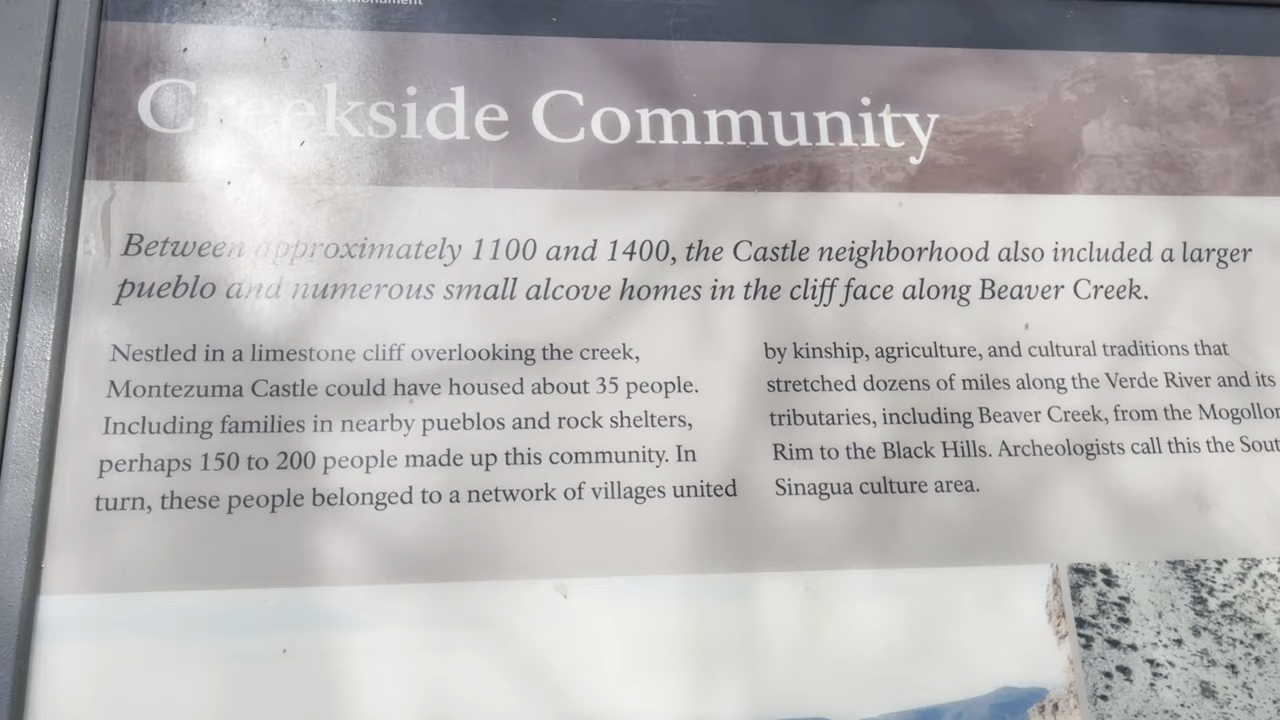 Monument
Creekside Community
Between approximately 1100 and 1400, the Castle neighborhood also included a larger
pueblo and numerous small alcove homes in the cliff face along Beaver Creek.
Nestled in a limestone cliff overlooking the creek,
Montezuma Castle could have housed about 35 people.
Including families in nearby pueblos and rock shelters,
perhaps 150 to 200 people made up this community. In
turn, these people belonged to a network of villages united
by kinship, agriculture, and cultural traditions that
stretched dozens of miles along the Verde River and its
tributaries, including Beaver Creek, from the Mogollon
Rim to the Black Hills. Archeologists call this the Sout
Sinagua culture area.